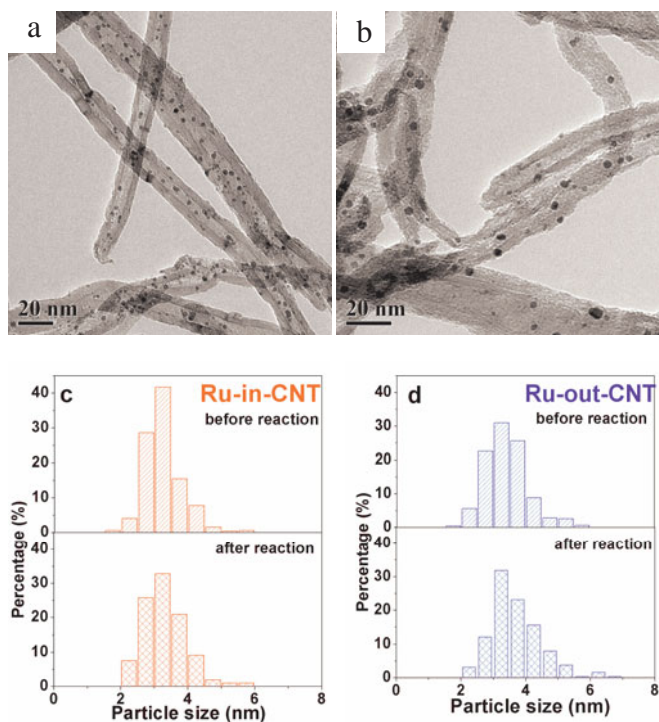 a
b
20 nm
20 nm
c
Ru-in-CNT
before reaction
after reaction
40
30
20
10
0
30
20
10
0
Percentage (%)
0 2 4 6 8
Particle size (nm)
d
Ru-out-CNT
before reaction
after reaction
40
30
20
10
0
30
20
10
0
Percentage (%)
0 2 4 6 8
Particle size (nm)